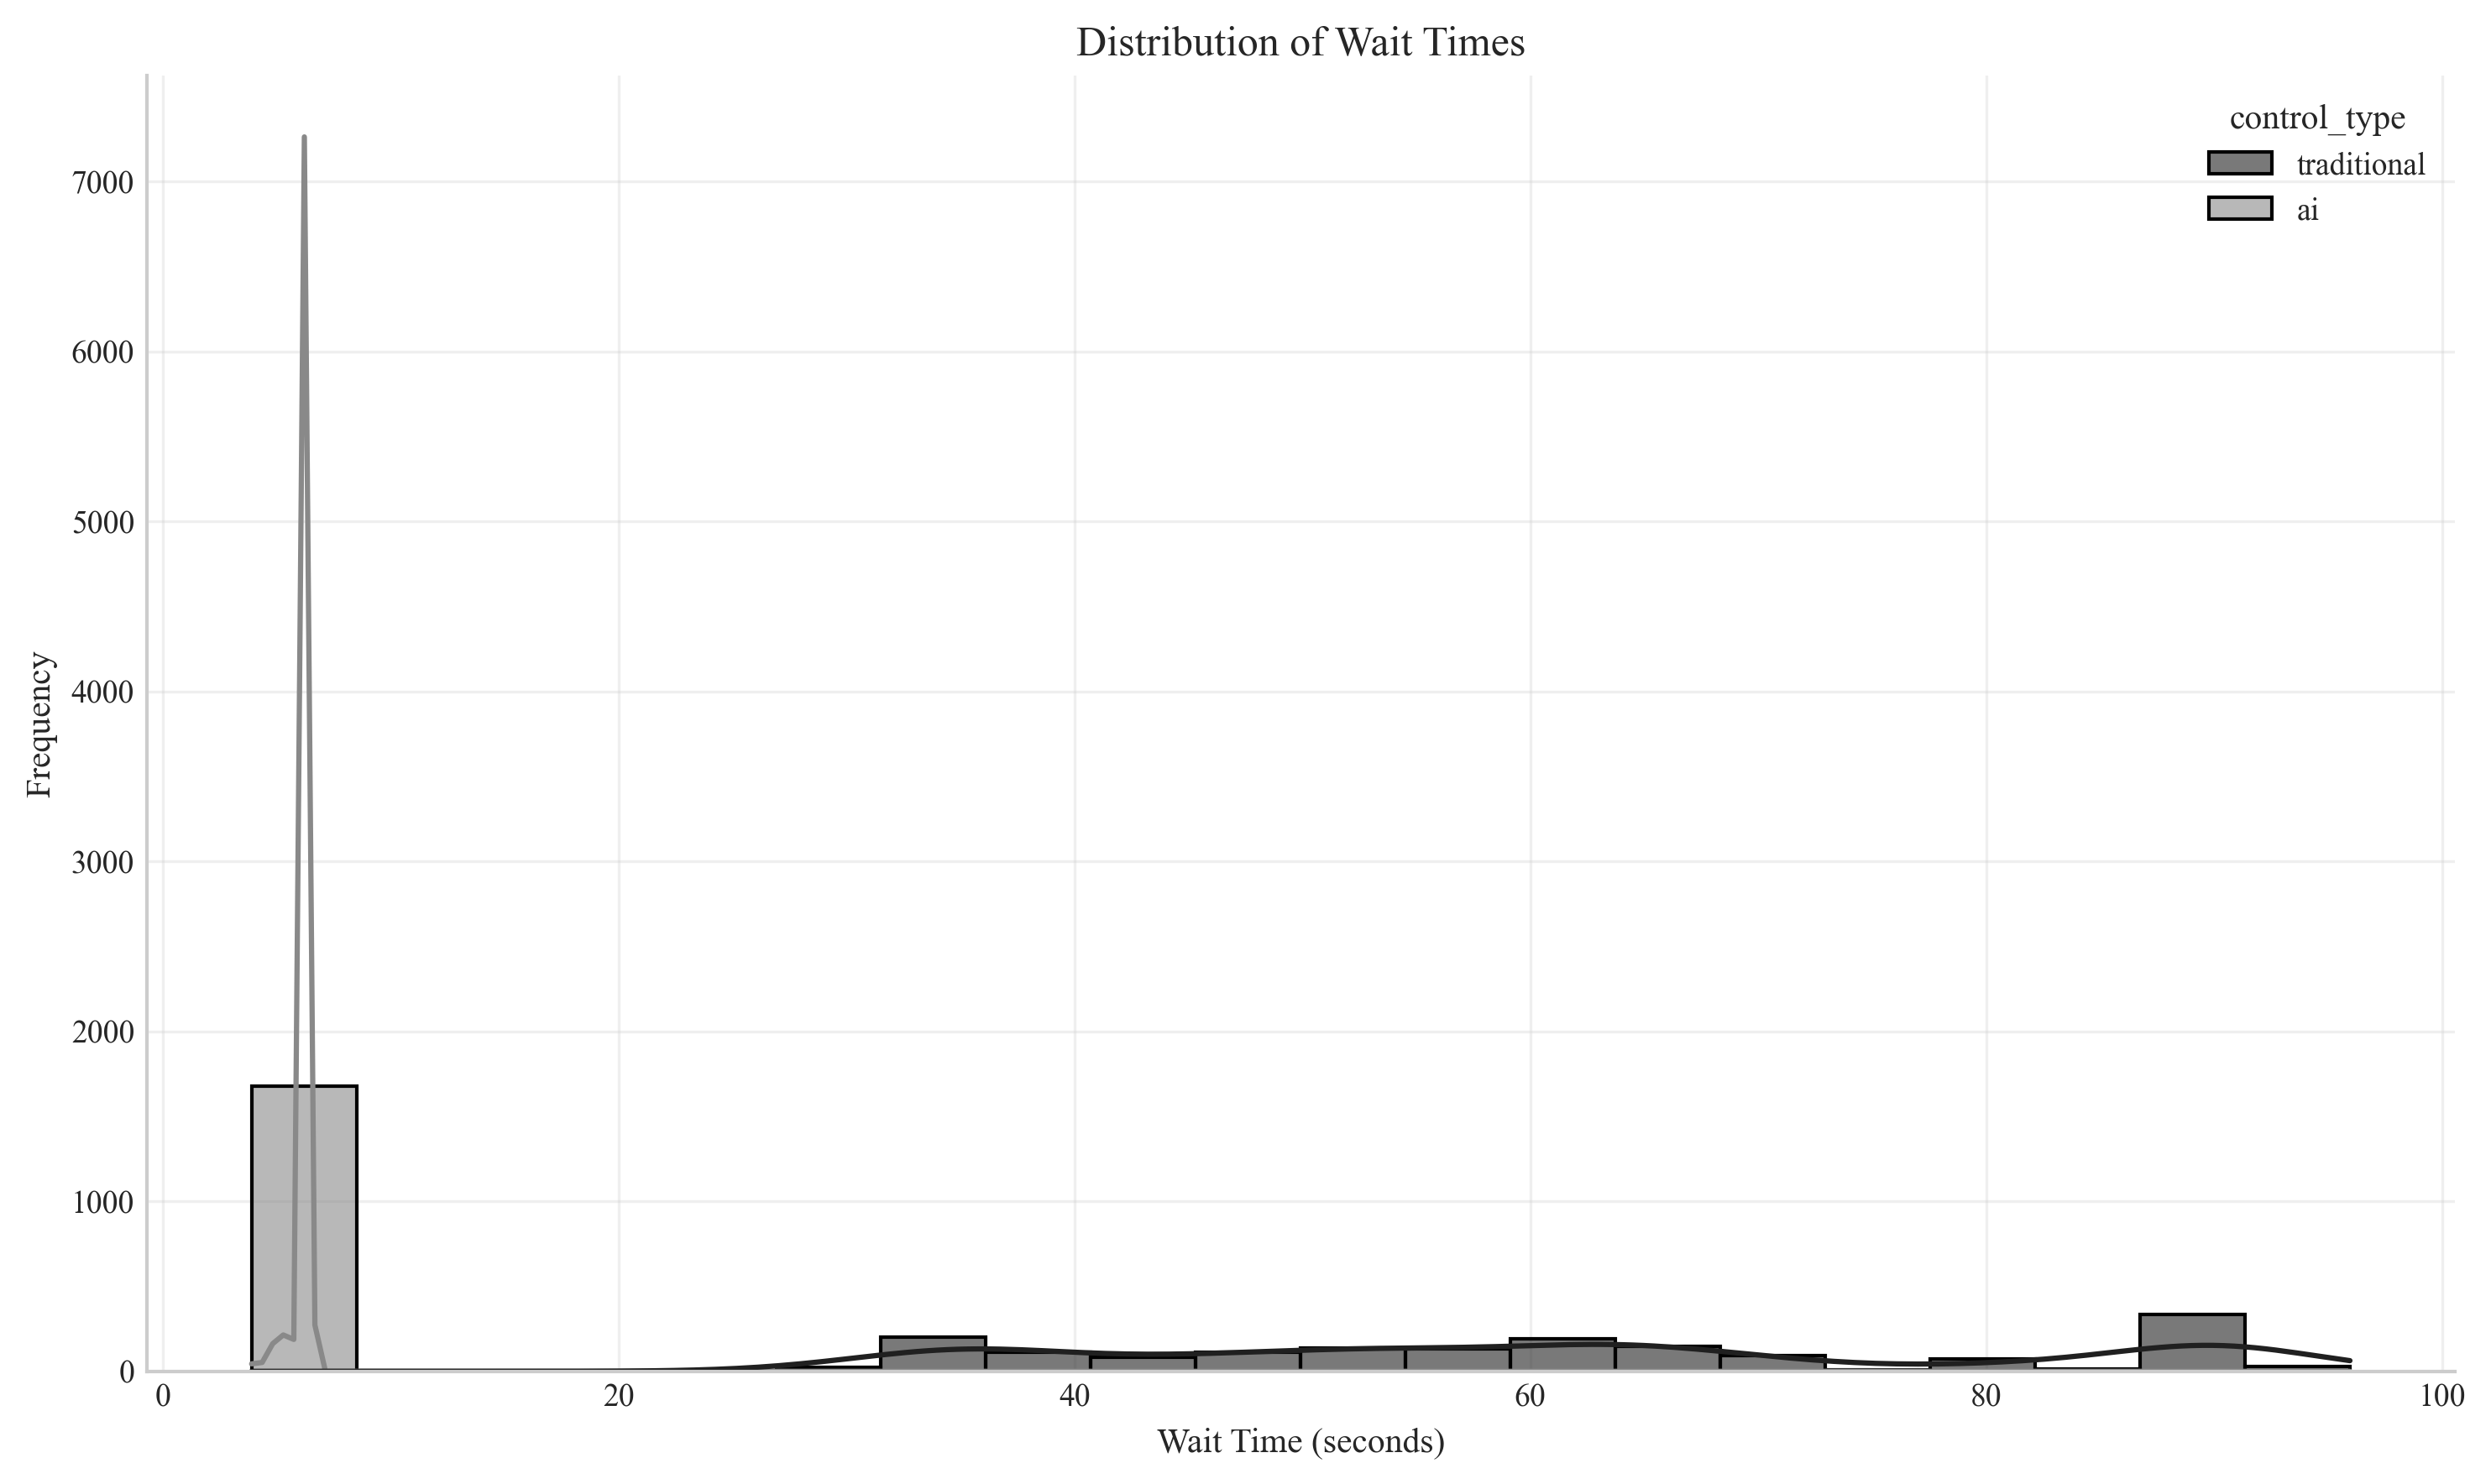 Distribution of Wait Times
control_type
traditional
ai
7000
6000
5000
4000
3000
2000
1000
0
Frequency
0 20 40 60 80 100
Wait Time (seconds)